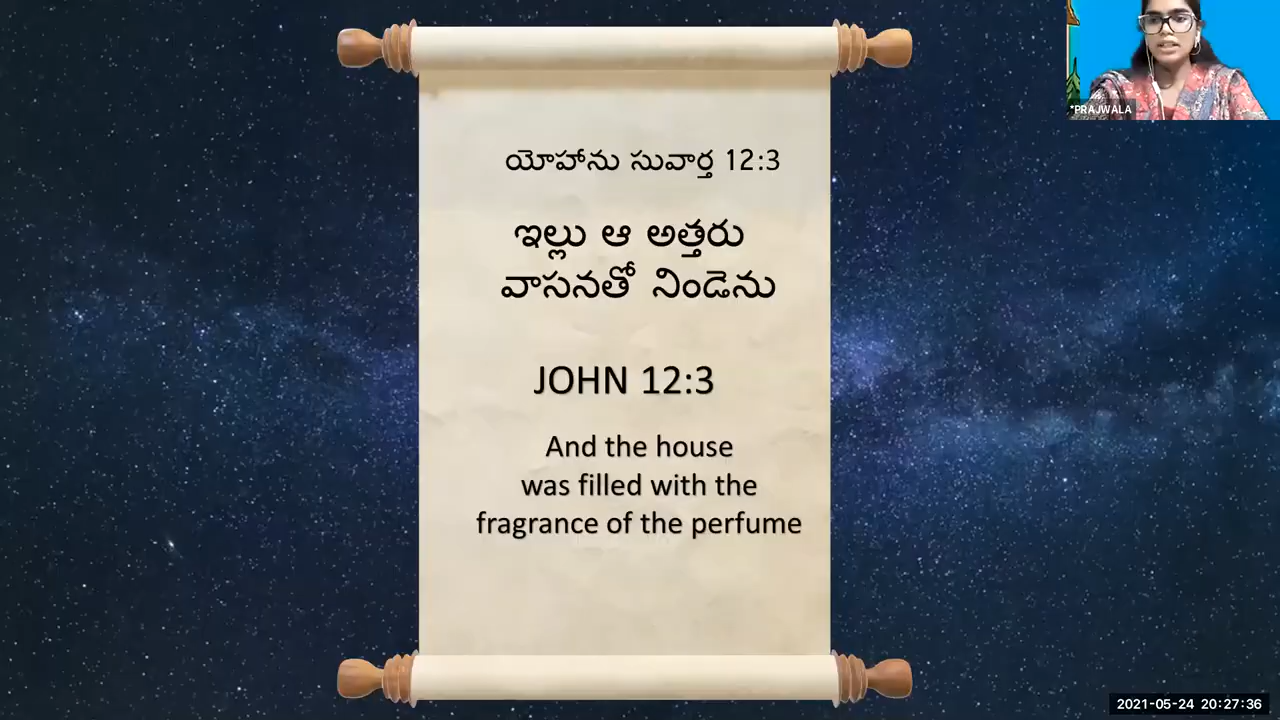 *PRAJWALA
యోహాను సువార్త 12:3
ఇల్లు ఆ అత్తరు
వాసనతో నిండెను
JOHN 12:3
And the house
was filled with the
fragrance of the perfume
2021-05-24 20:27:36